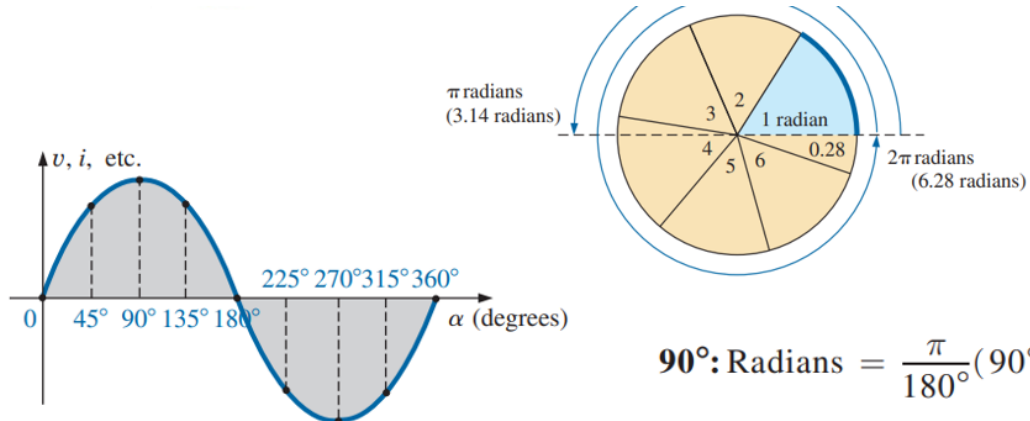 v, i, etc.
0 45° 90° 135° 180°
225° 270° 315° 360°
α (degrees)
π radians
(3.14 radians)
1 radian
2
3
4
5
6
0.28
2π radians
(6.28 radians)
90°: Radians = π/180° (90°